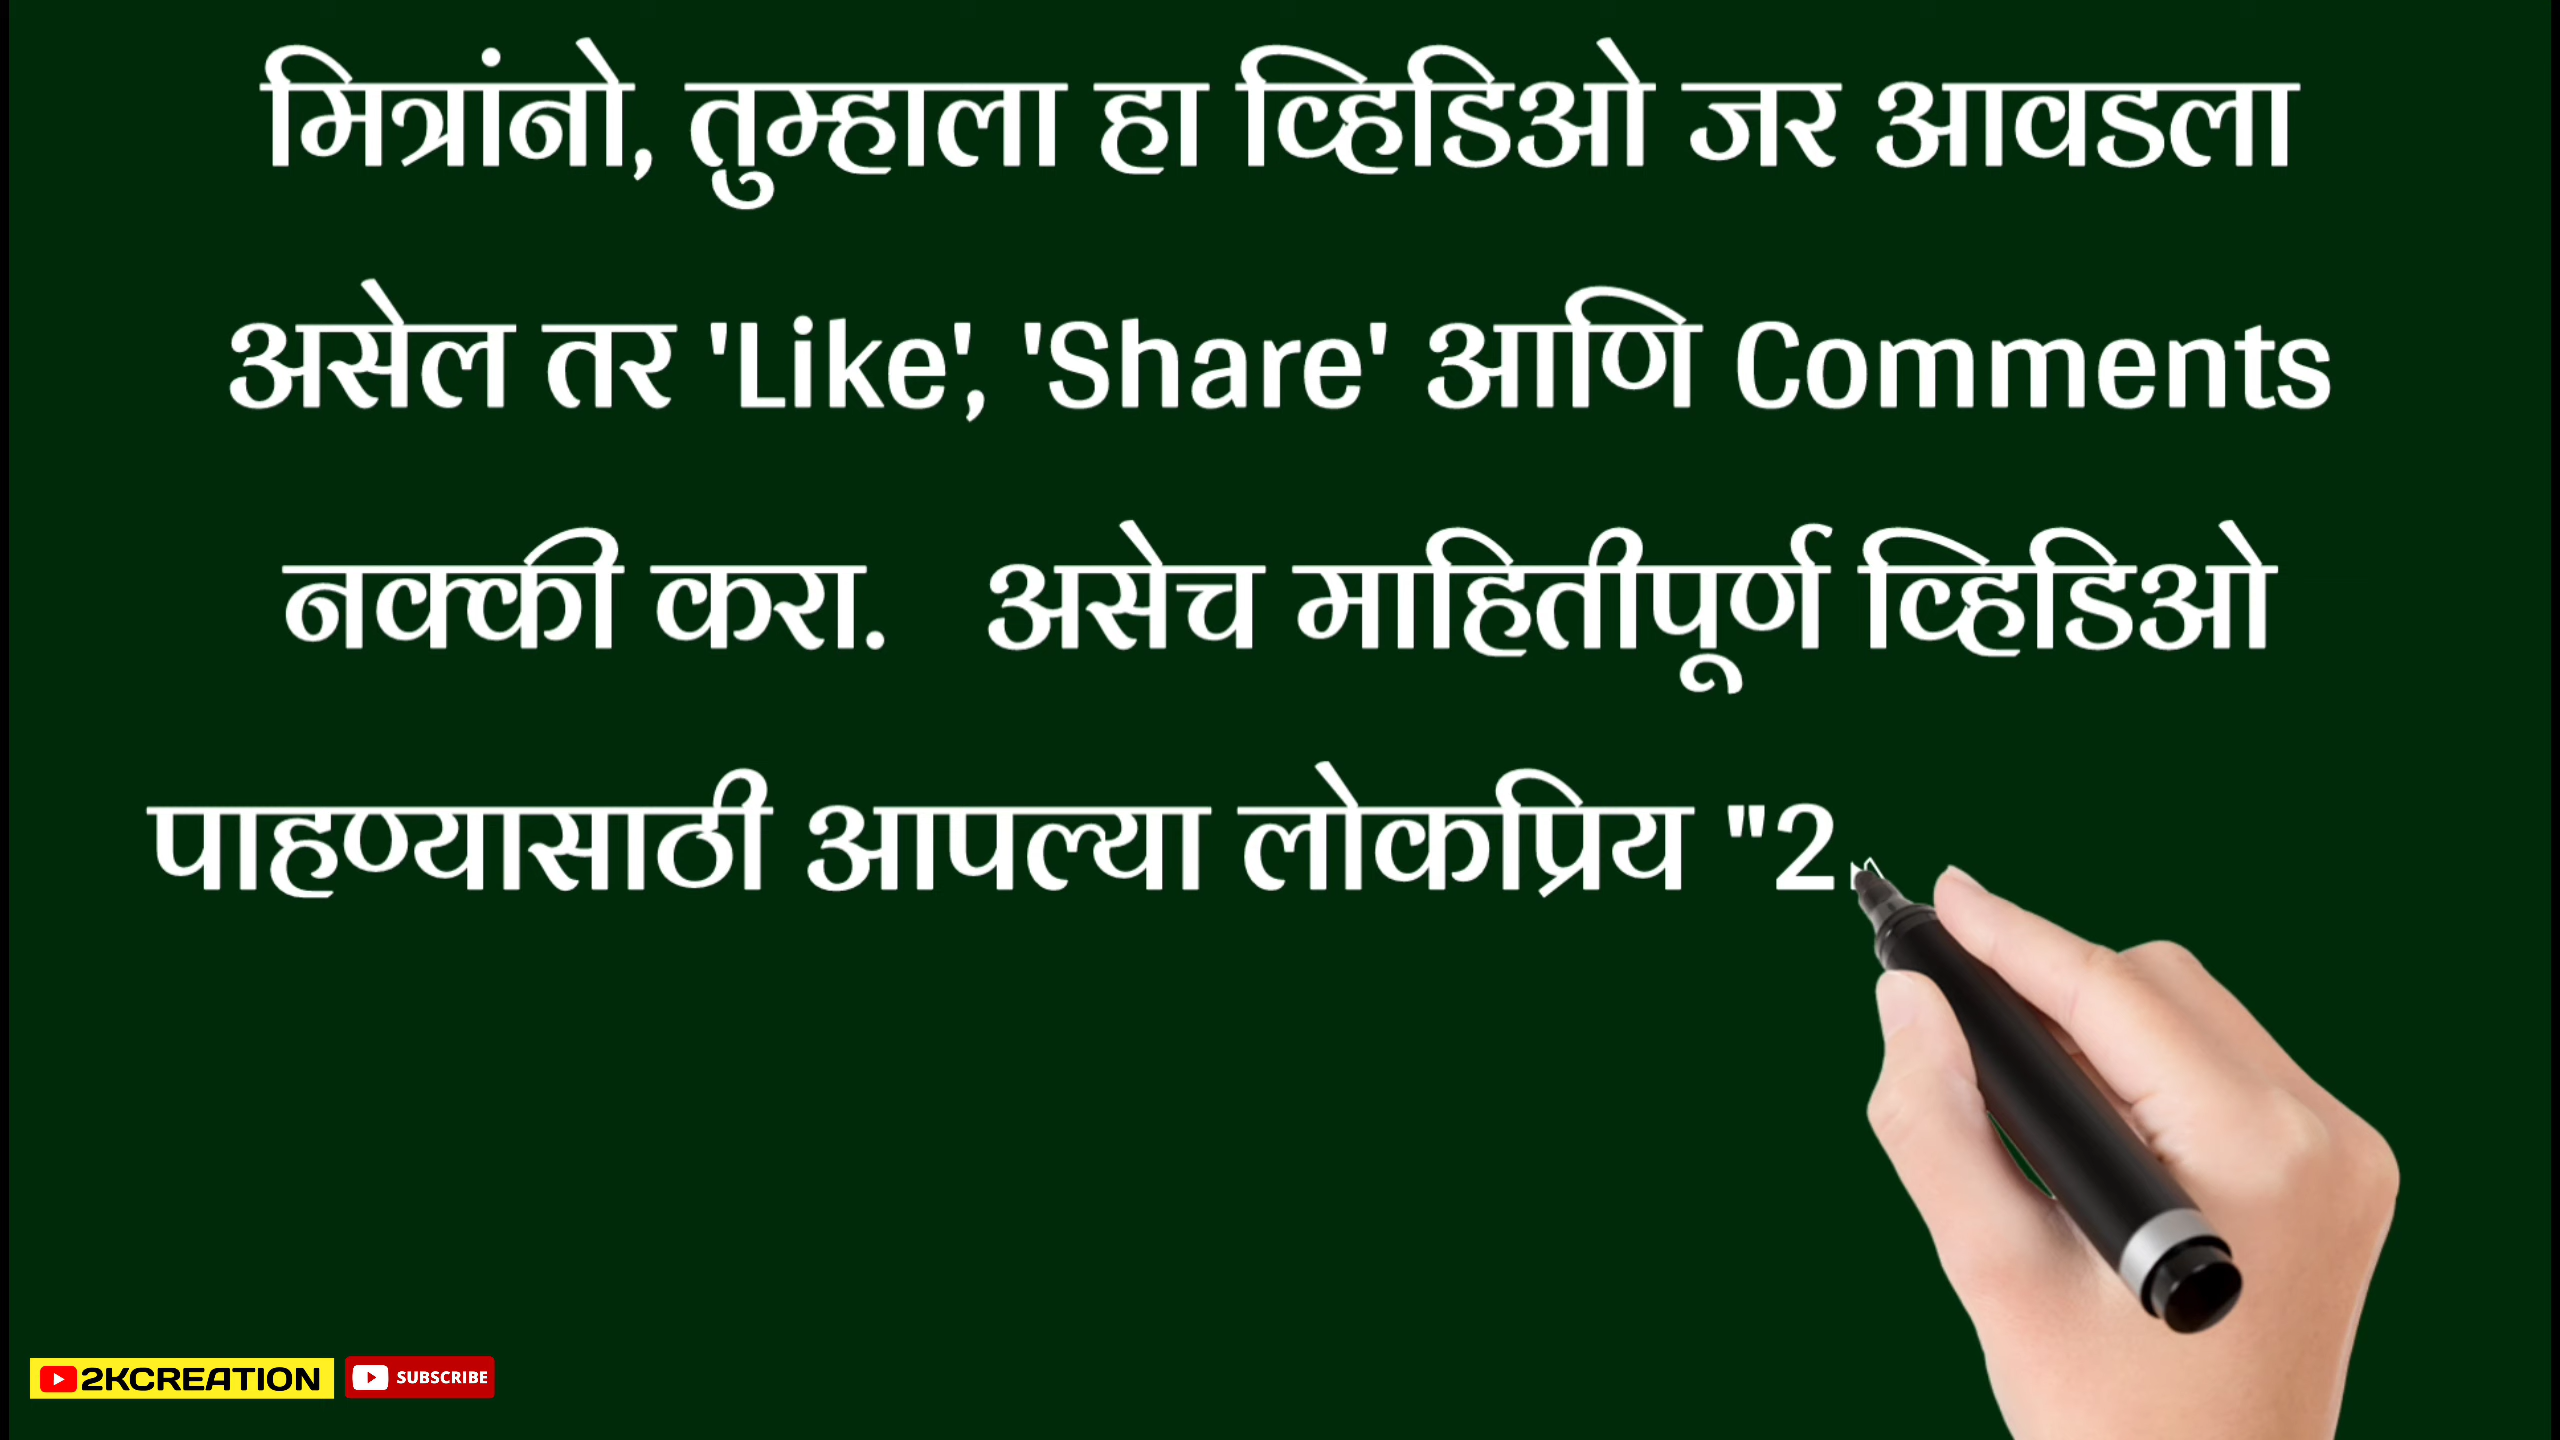 मित्रांनो, तुम्हाला हा व्हिडिओ जर आवडला
असेल तर 'Like', 'Share' आणि Comments
नक्की करा. असेच माहितीपूर्ण व्हिडिओ
पाहण्यासाठी आपल्या लोकप्रिय "2
2KCREATION SUBSCRIBE